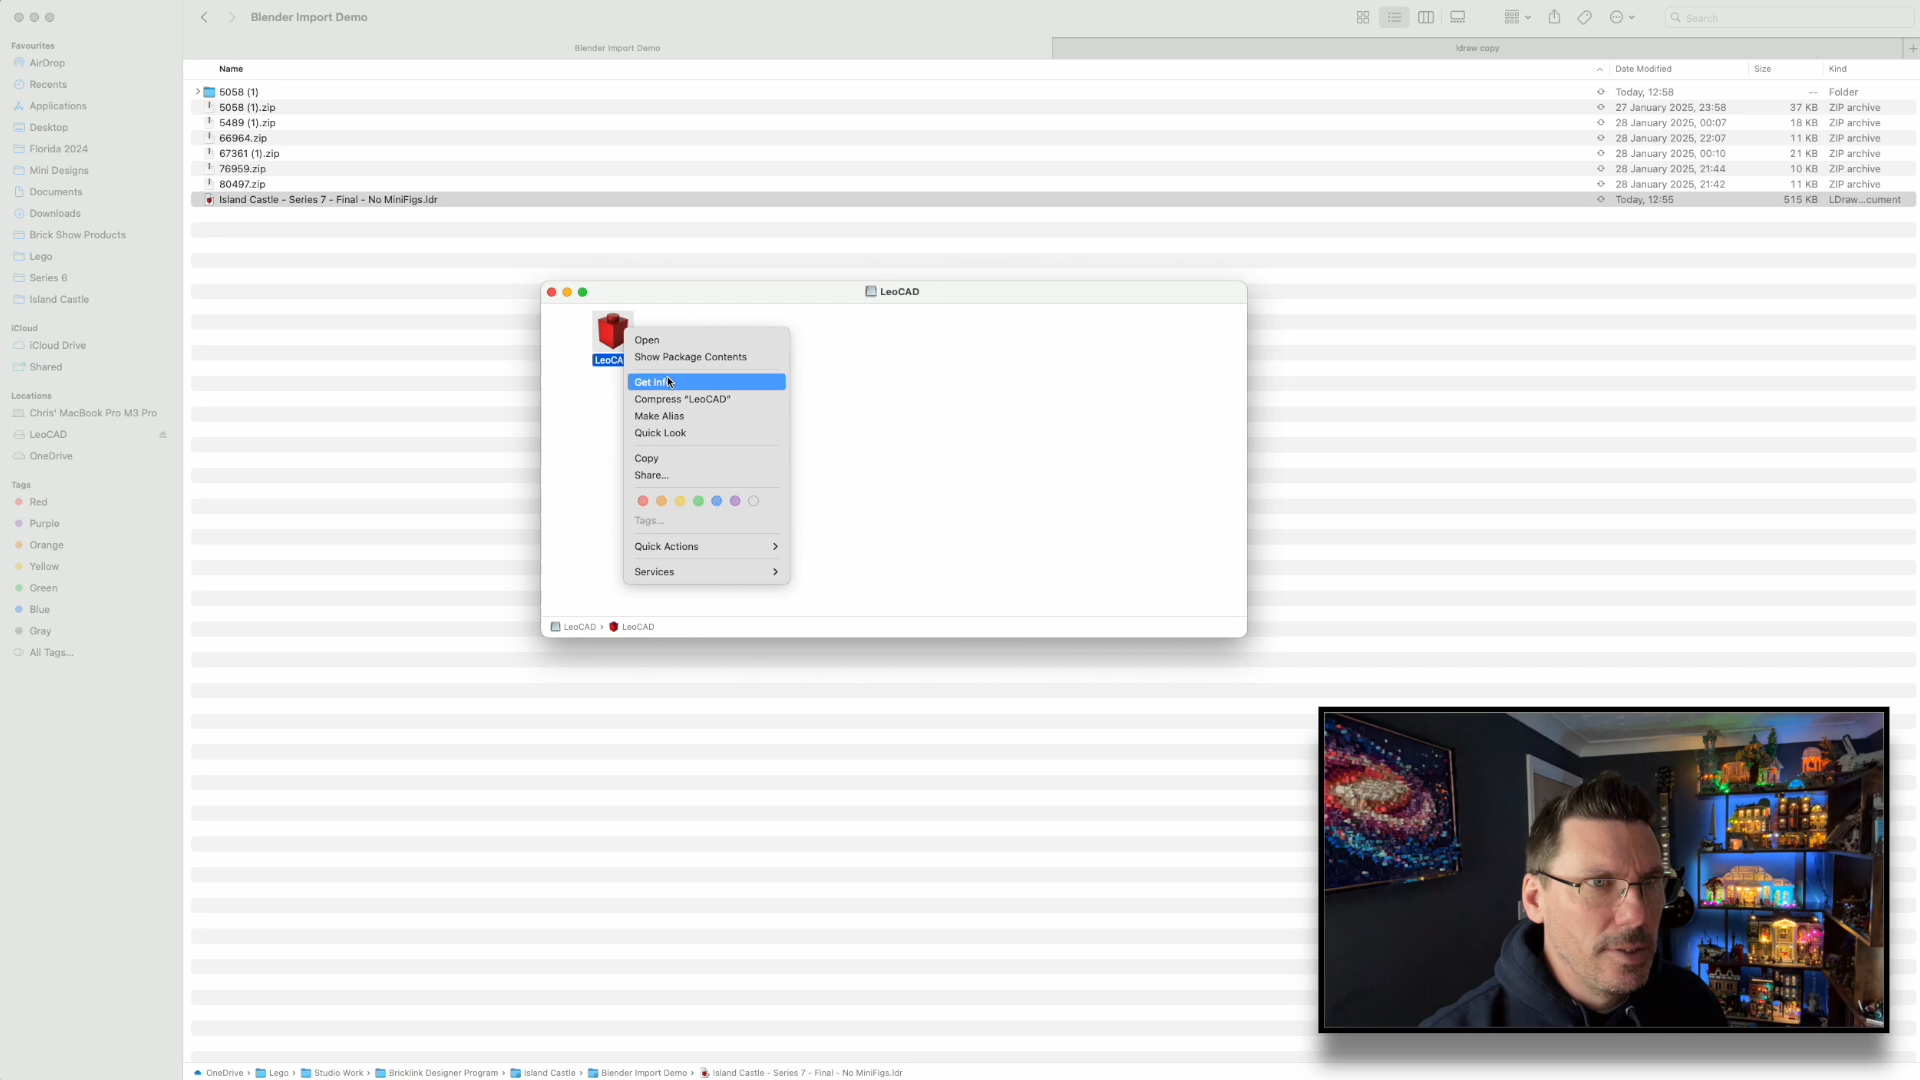 Blender Import Demo
Search
Blender Import Demo
ldraw copy
Name
Date Modified
Size
Kind
5058 (1)
Today, 12:58
--
Folder
5058 (1).zip
27 January 2025, 23:58
37 KB
ZIP archive
5489 (1).zip
28 January 2025, 00:07
18 KB
ZIP archive
66964.zip
28 January 2025, 22:07
11 KB
ZIP archive
67361 (1).zip
28 January 2025, 00:10
21 KB
ZIP archive
76959.zip
28 January 2025, 21:44
10 KB
ZIP archive
80497.zip
28 January 2025, 21:42
11 KB
ZIP archive
Island Castle - Series 7 - Final - No MiniFigs.ldr
Today, 12:55
515 KB
LDraw...cument
Favourites
AirDrop
Recents
Applications
Desktop
Florida 2024
Mini Designs
Documents
Downloads
Brick Show Products
Lego
Series 6
Island Castle
iCloud
iCloud Drive
Shared
Locations
Chris' MacBook Pro M3 Pro
LeoCAD
OneDrive
Tags
Red
Purple
Orange
Yellow
Green
Blue
Gray
All Tags...
LeoCAD
LeoCA
Open
Show Package Contents
Get Inf
Compress "LeoCAD"
Make Alias
Quick Look
Copy
Share...
Tags...
Quick Actions
Services
LeoCAD › LeoCAD
OneDrive › Lego › Studio Work › Bricklink Designer Program › Island Castle › Blender Import Demo › Island Castle - Series 7 - Final - No MiniFigs.ldr